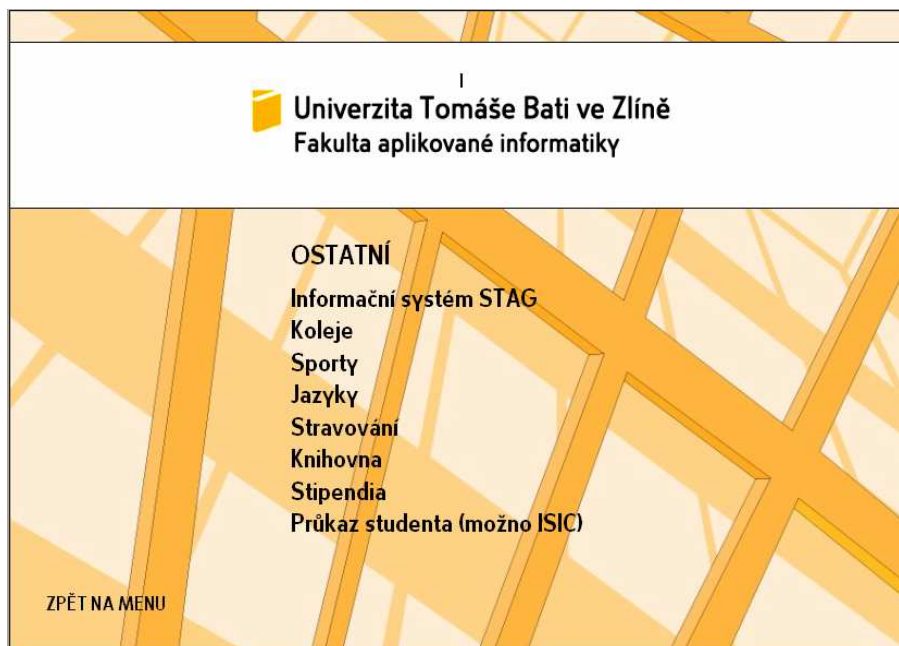 Univerzita Tomáše Bati ve Zlíně
Fakulta aplikované informatiky
OSTATNÍ
Informační systém STAG
Koleje
Sporty
Jazyky
Stravování
Knihovna
Stipendia
Průkaz studenta (možno ISIC)
ZPĚT NA MENU